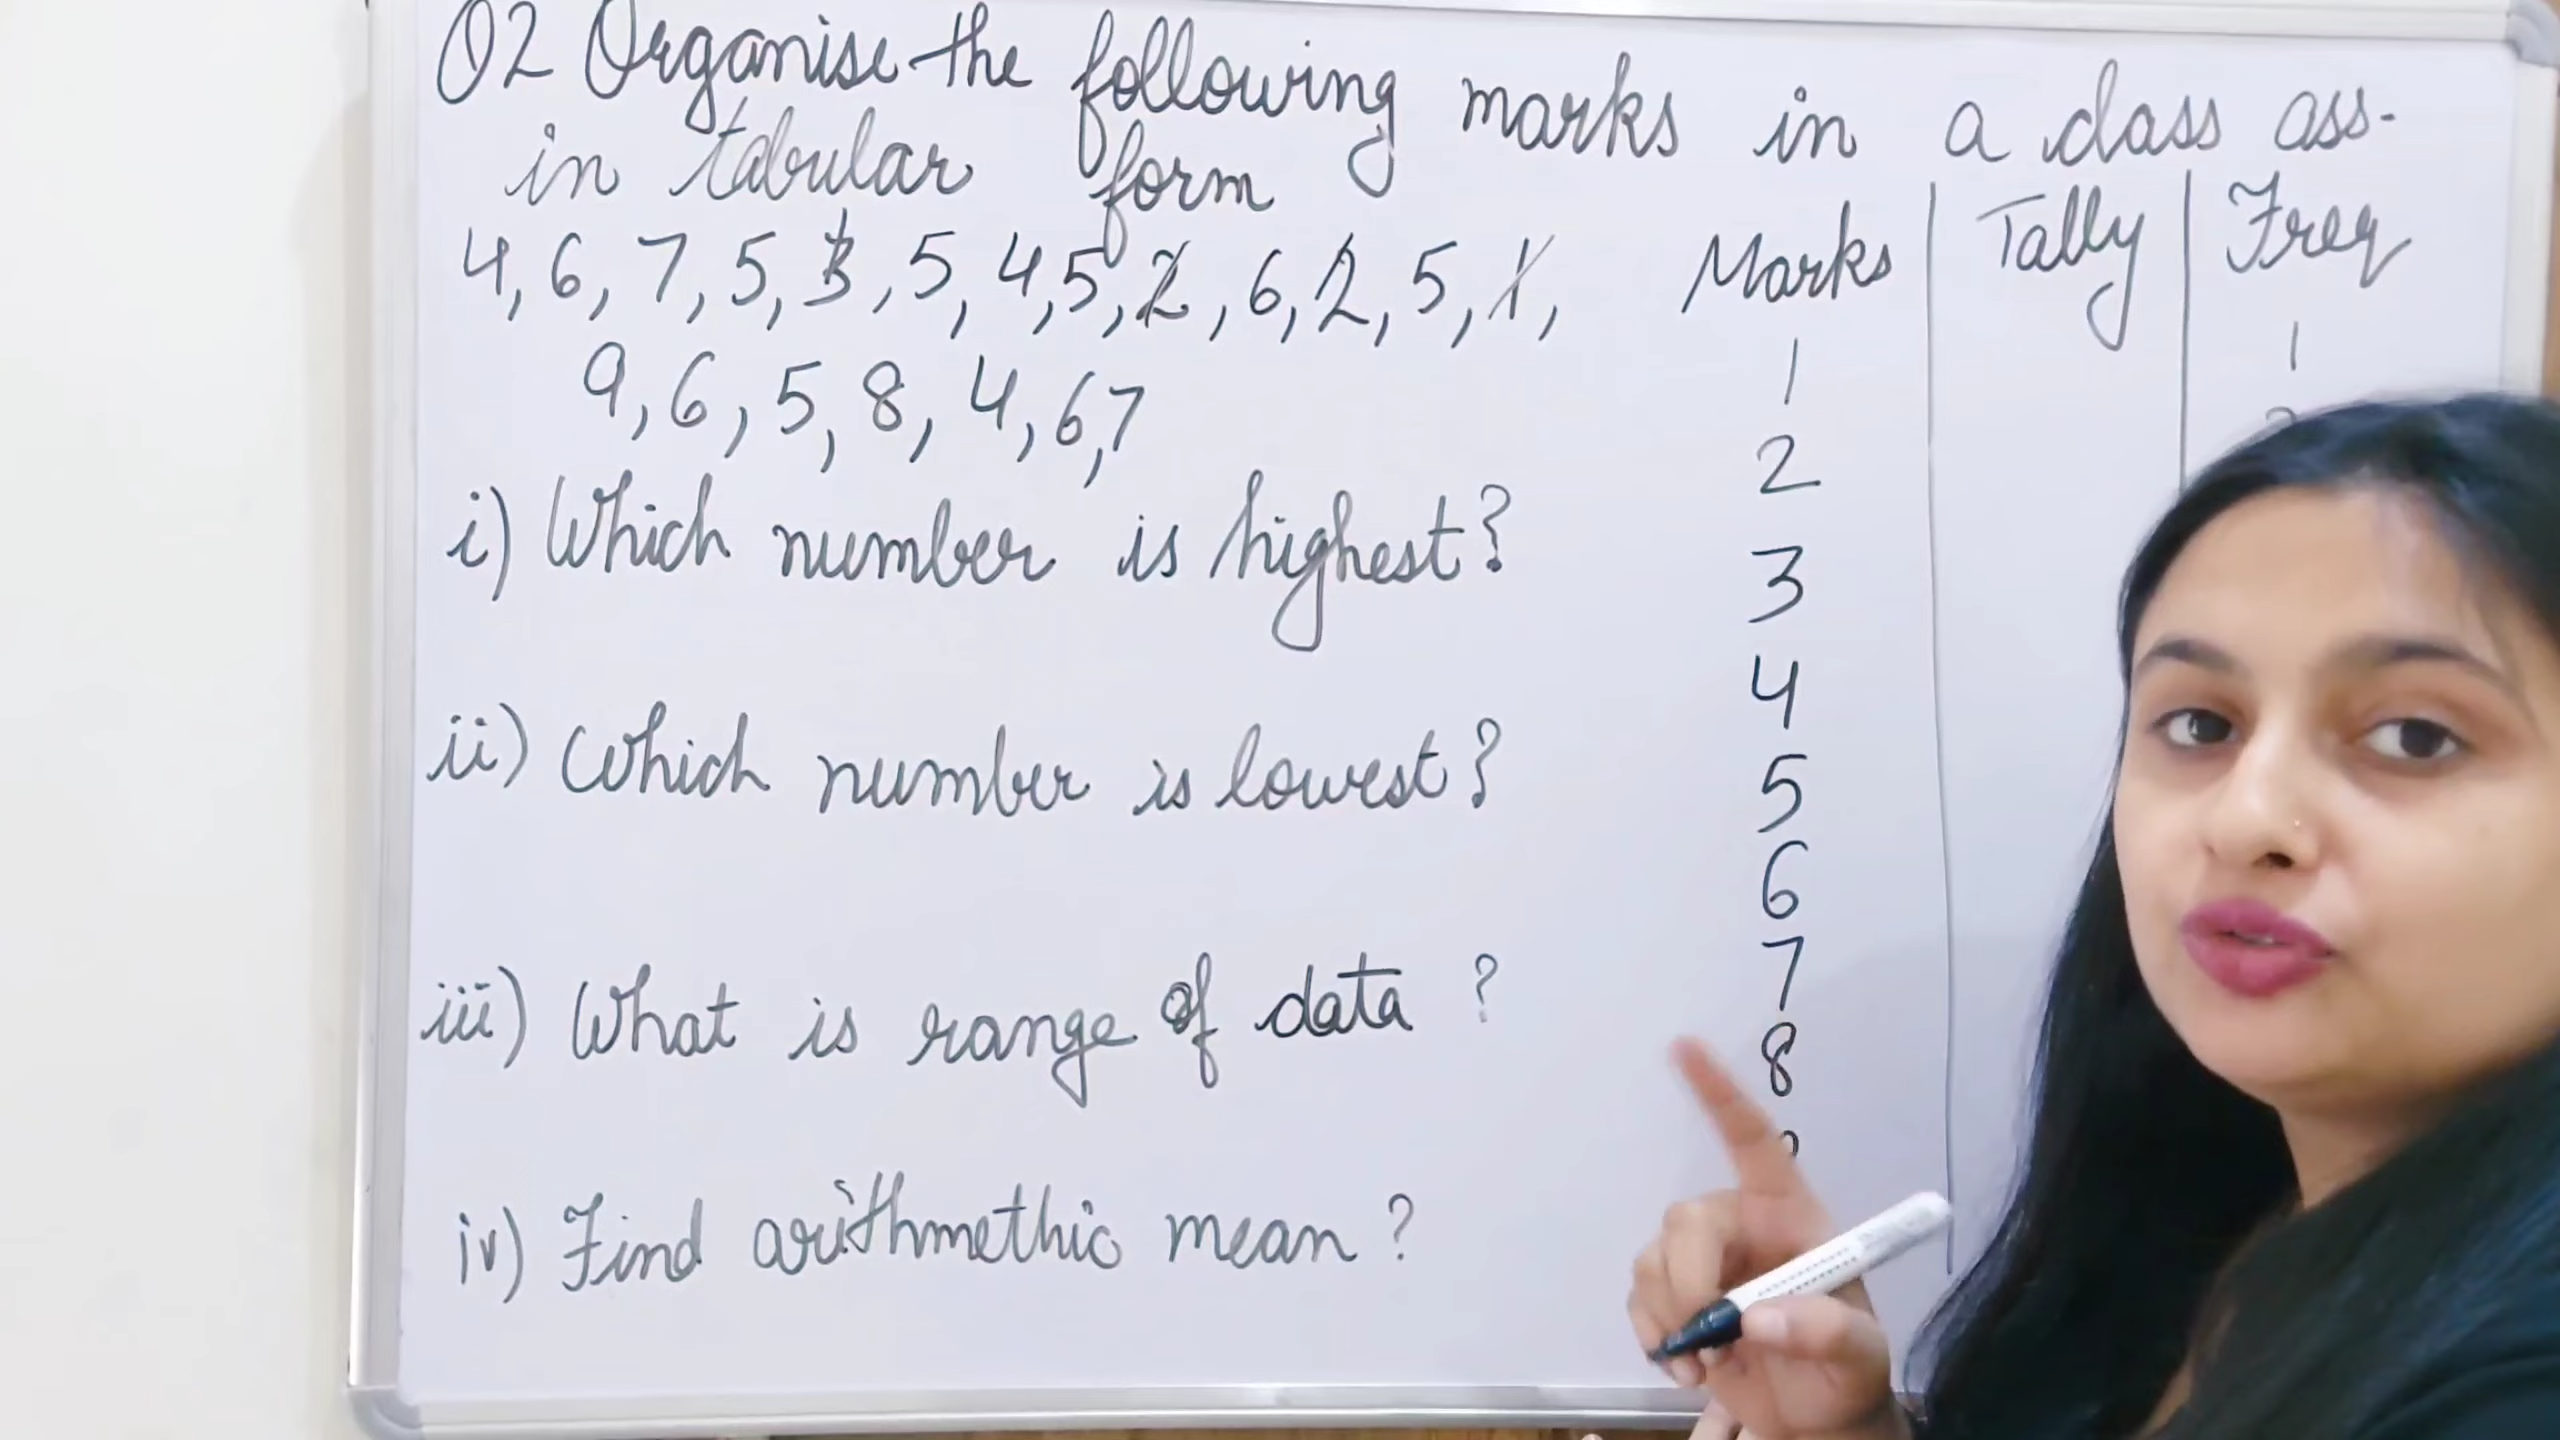 Q2 Organise the following marks in a class ass.
in tabular form
4, 6, 7, 5, 3, 5, 4, 5, 2, 6, 2, 5, 1,
9, 6, 5, 8, 4, 6, 7
i) Which number is highest?
ii) Which number is lowest?
iii) What is range of data ?
iv) Find arithmethic mean ?
Marks Tally Freq
1 1
2
3
4
5
6
7
8